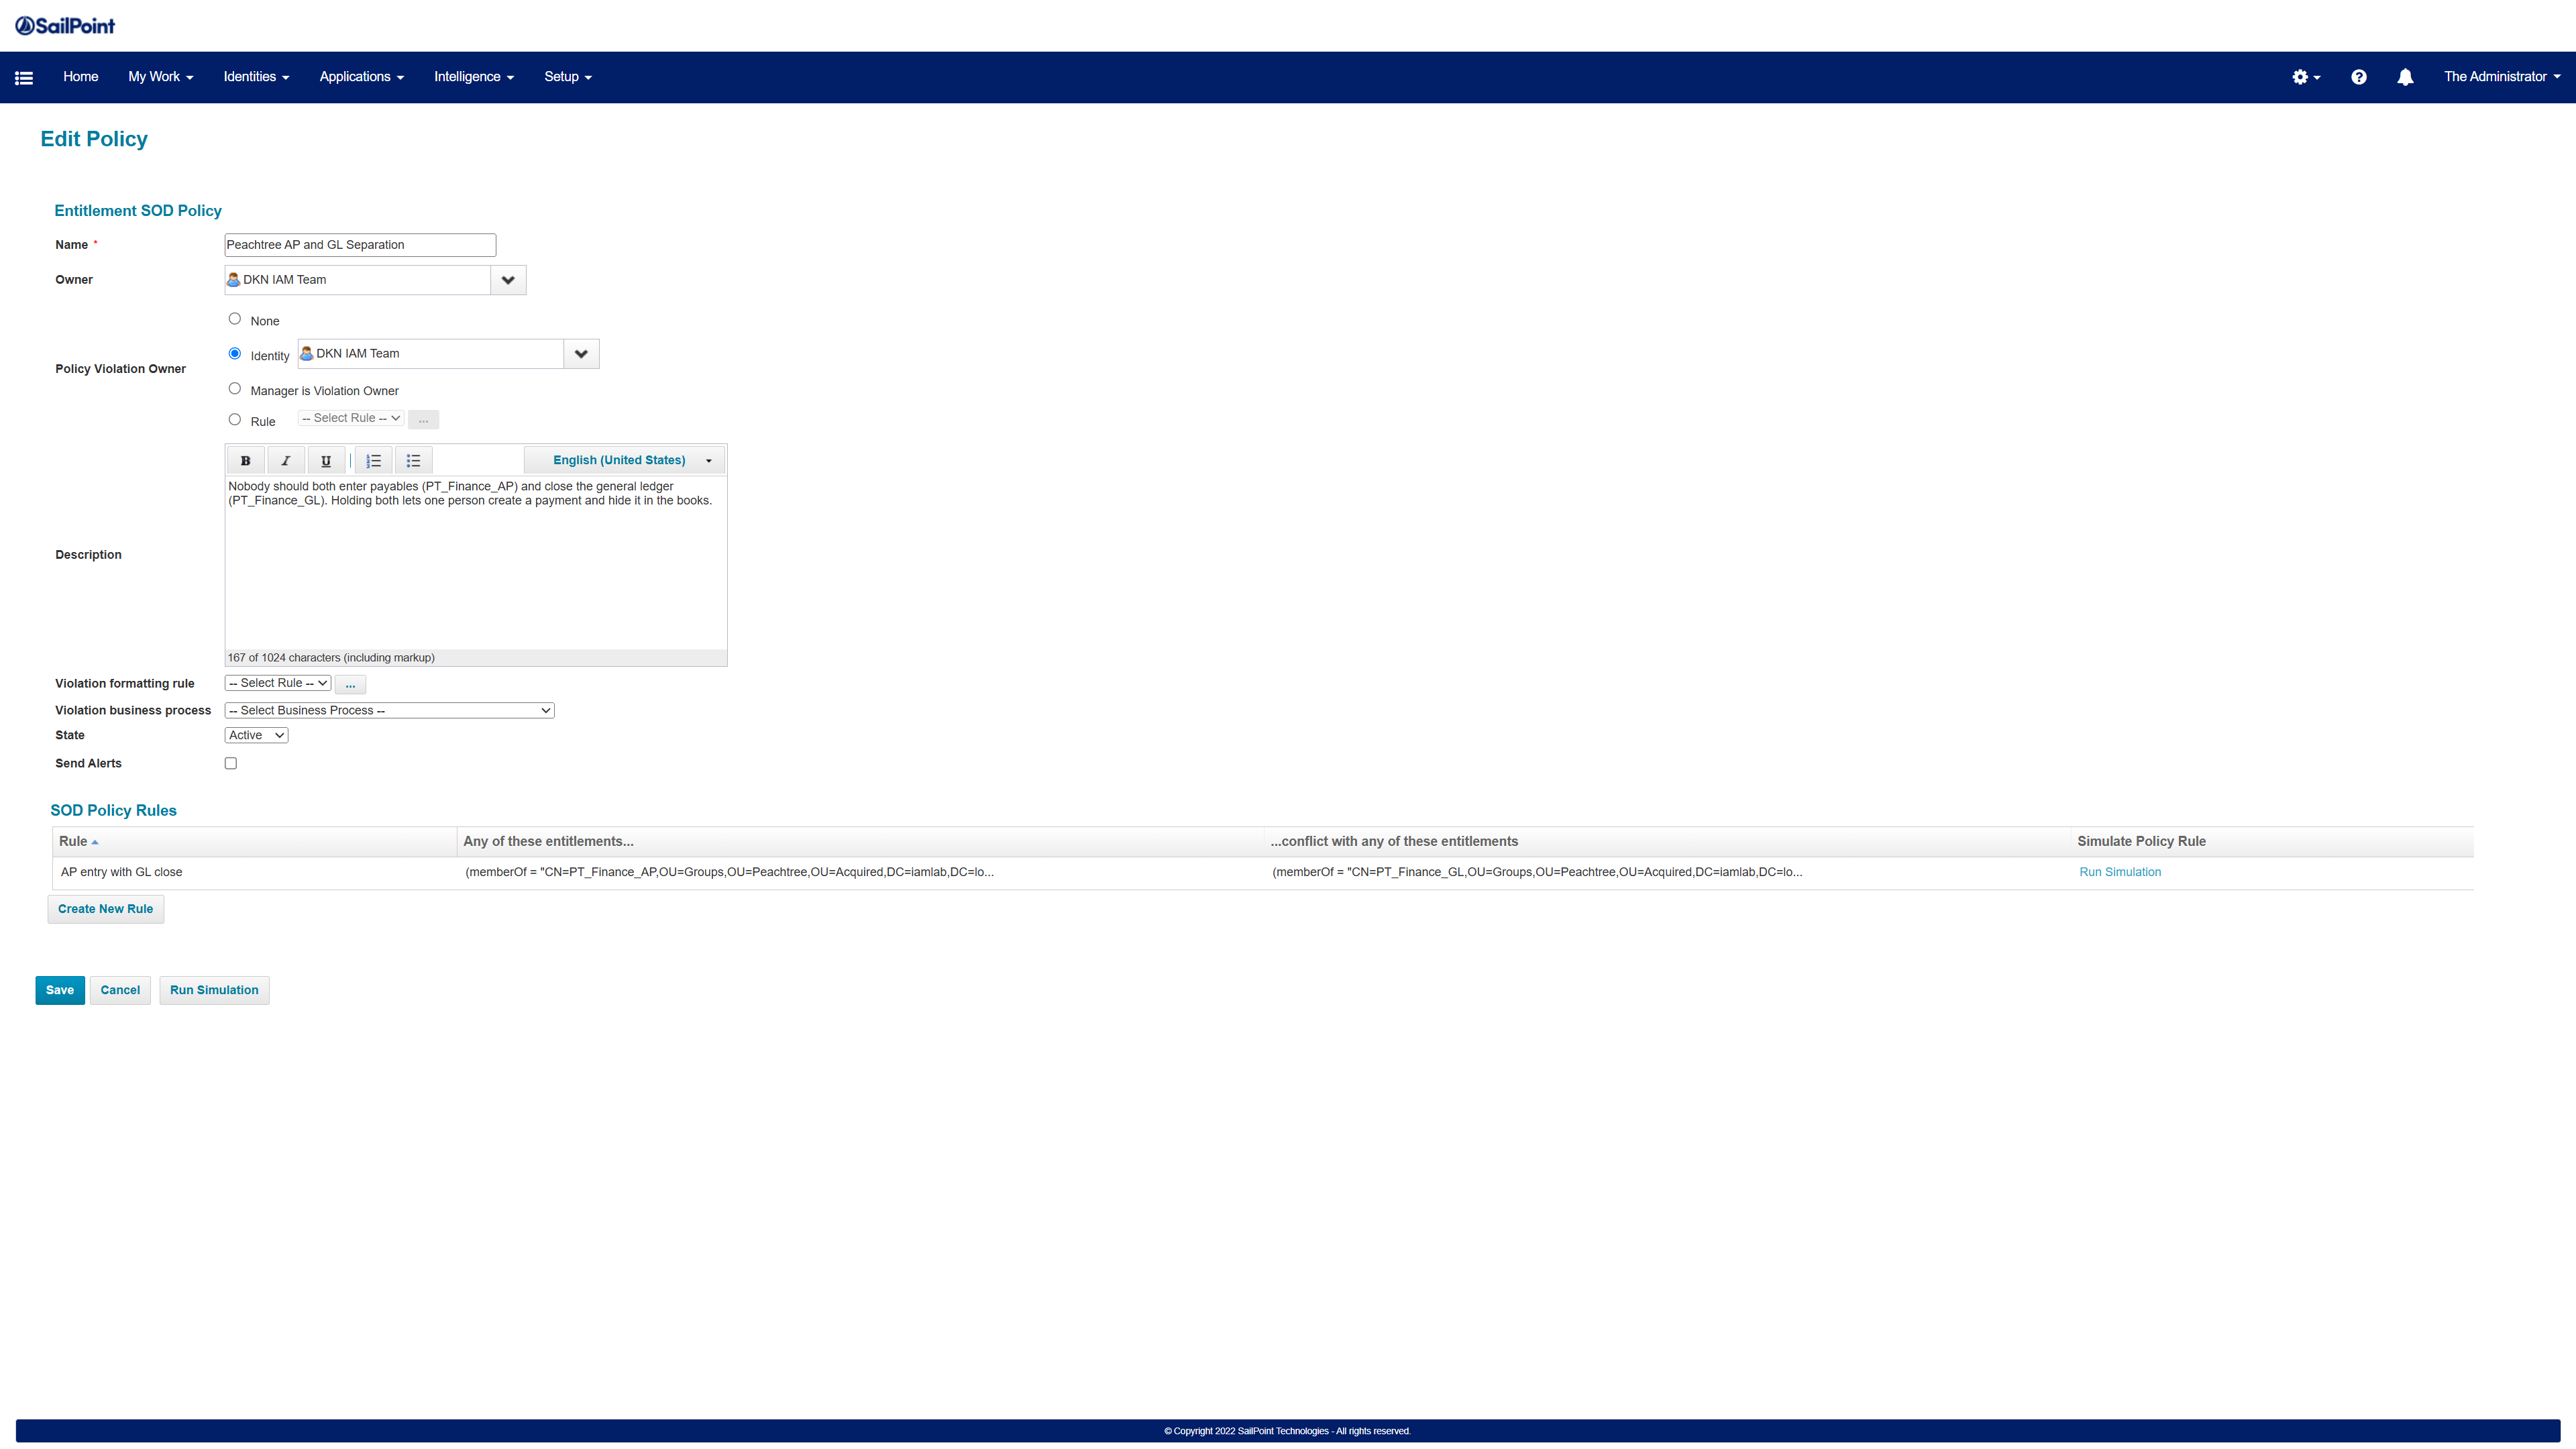 SailPoint
Home My Work Identities Applications Intelligence Setup The Administrator
Edit Policy
Entitlement SOD Policy
Name * Peachtree AP and GL Separation
Owner DKN IAM Team
None
Identity DKN IAM Team
Policy Violation Owner
Manager is Violation Owner
Rule -- Select Rule -- ...
B I U English (United States)
Nobody should both enter payables (PT_Finance_AP) and close the general ledger
(PT_Finance_GL). Holding both lets one person create a payment and hide it in the books.
Description
167 of 1024 characters (including markup)
Violation formatting rule -- Select Rule -- ...
Violation business process -- Select Business Process --
State Active
Send Alerts
SOD Policy Rules
Rule Any of these entitlements... ...conflict with any of these entitlements Simulate Policy Rule
AP entry with GL close (memberOf = "CN=PT_Finance_AP,OU=Groups,OU=Peachtree,OU=Acquired,DC=iamlab,DC=lo... (memberOf = "CN=PT_Finance_GL,OU=Groups,OU=Peachtree,OU=Acquired,DC=iamlab,DC=lo... Run Simulation
Create New Rule
Save Cancel Run Simulation
© Copyright 2022 SailPoint Technologies - All rights reserved.